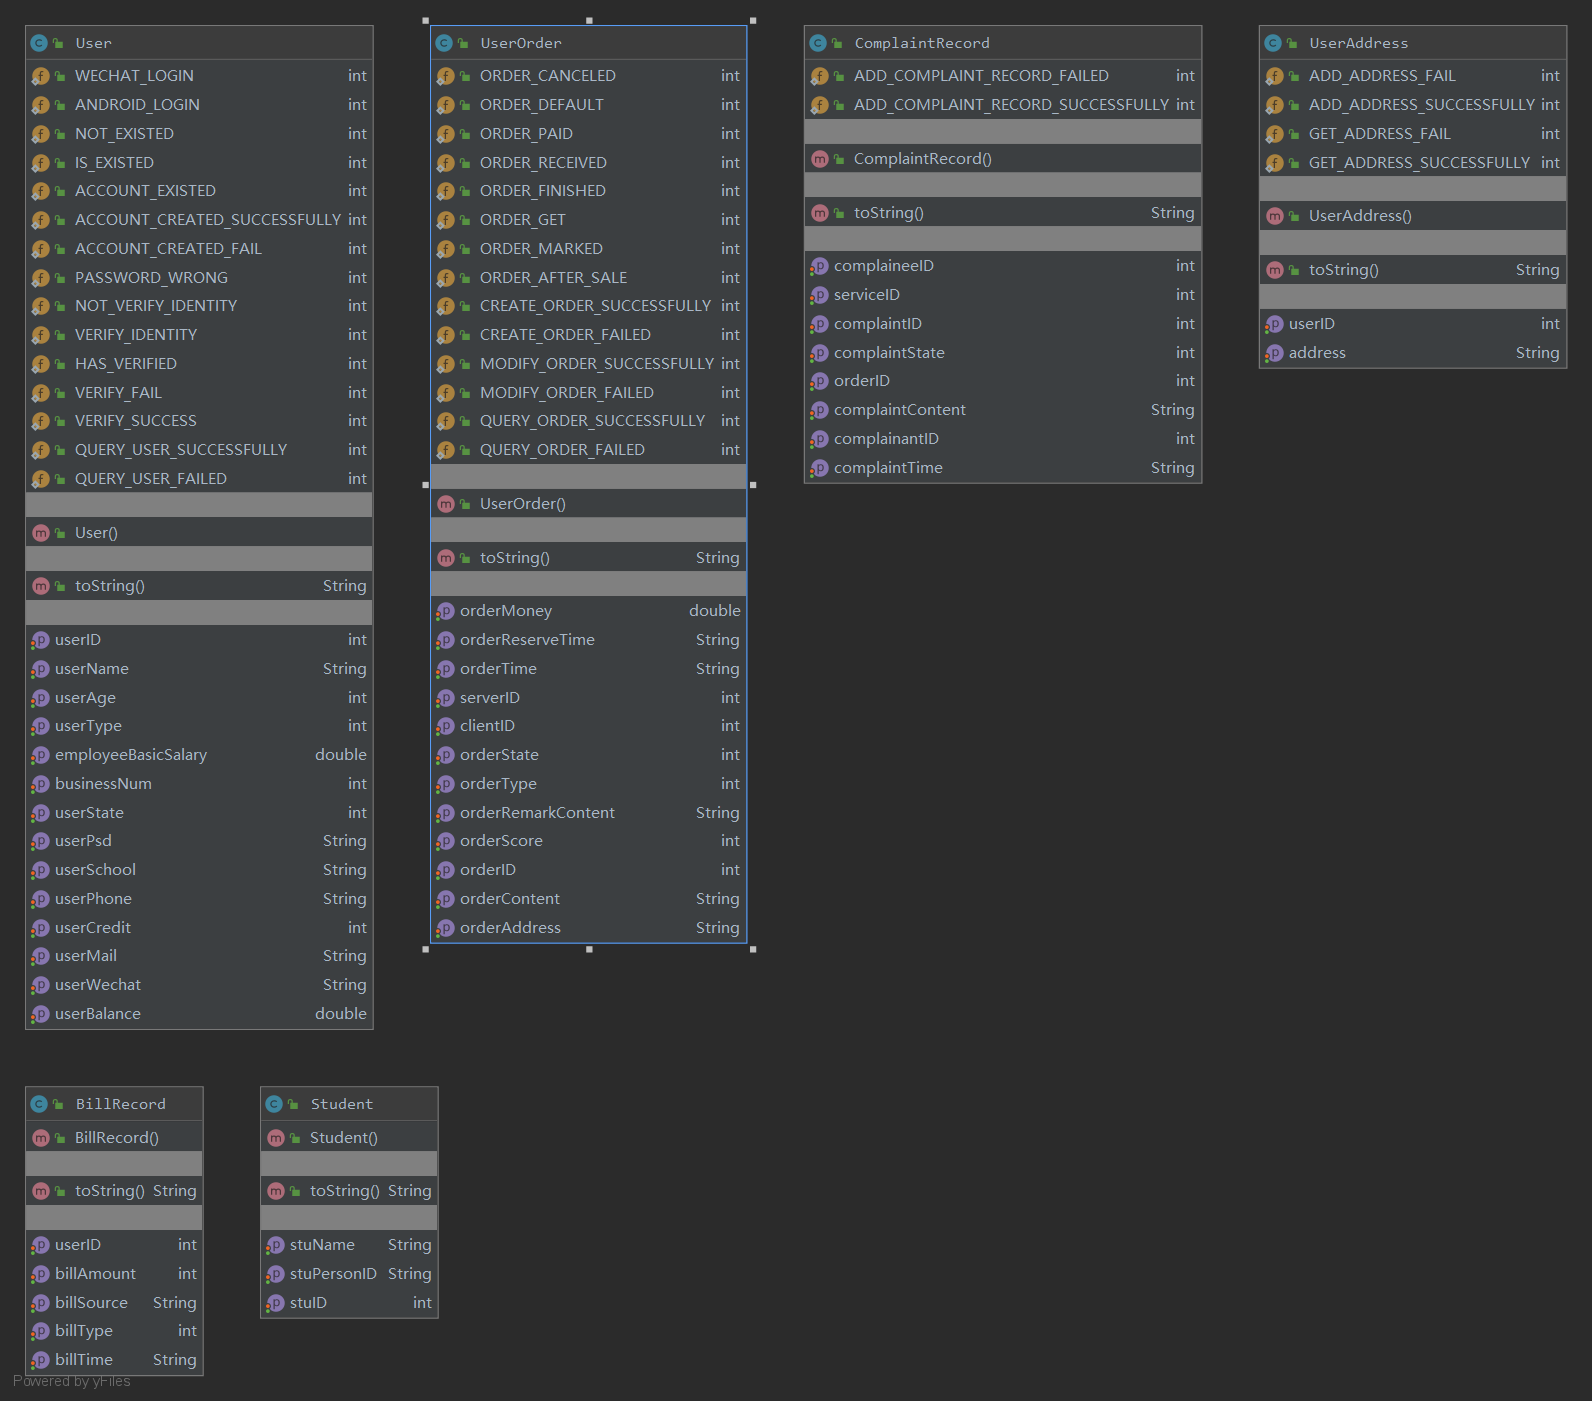 User
WECHAT_LOGIN int
ANDROID_LOGIN int
NOT_EXISTED int
IS_EXISTED int
ACCOUNT_EXISTED int
ACCOUNT_CREATED_SUCCESSFULLY int
ACCOUNT_CREATED_FAIL int
PASSWORD_WRONG int
NOT_VERIFY_IDENTITY int
VERIFY_IDENTITY int
HAS_VERIFIED int
VERIFY_FAIL int
VERIFY_SUCCESS int
QUERY_USER_SUCCESSFULLY int
QUERY_USER_FAILED int
User()
toString() String
userID int
userName String
userAge int
userType int
employeeBasicSalary double
businessNum int
userState int
userPsd String
userSchool String
userPhone String
userCredit int
userMail String
userWechat String
userBalance double
UserOrder
ORDER_CANCELED int
ORDER_DEFAULT int
ORDER_PAID int
ORDER_RECEIVED int
ORDER_FINISHED int
ORDER_GET int
ORDER_MARKED int
ORDER_AFTER_SALE int
CREATE_ORDER_SUCCESSFULLY int
CREATE_ORDER_FAILED int
MODIFY_ORDER_SUCCESSFULLY int
MODIFY_ORDER_FAILED int
QUERY_ORDER_SUCCESSFULLY int
QUERY_ORDER_FAILED int
UserOrder()
toString() String
orderMoney double
orderReserveTime String
orderTime String
serverID int
clientID int
orderState int
orderType int
orderRemarkContent String
orderScore int
orderID int
orderContent String
orderAddress String
ComplaintRecord
ADD_COMPLAINT_RECORD_FAILED int
ADD_COMPLAINT_RECORD_SUCCESSFULLY int
ComplaintRecord()
toString() String
complaineeID int
serviceID int
complaintID int
complaintState int
orderID int
complaintContent String
complainantID int
complaintTime String
UserAddress
ADD_ADDRESS_FAIL int
ADD_ADDRESS_SUCCESSFULLY int
GET_ADDRESS_FAIL int
GET_ADDRESS_SUCCESSFULLY int
UserAddress()
toString() String
userID int
address String
BillRecord
BillRecord()
toString() String
userID int
billAmount int
billSource String
billType int
billTime String
Student
Student()
toString() String
stuName String
stuPersonID String
stuID int
Powered by yFiles